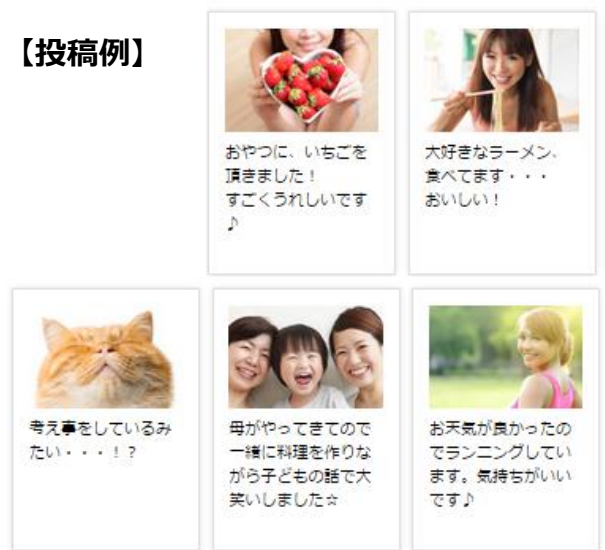 【投稿例】
おやつに、いちごを
頂きました！
すごくうれしいです
♪
大好きなラーメン、
食べてます・・・
おいしい！
考え事をしているみ
たい・・・！？
母がやってきてので
一緒に料理を作りな
がら子どもの話で大
笑いしました☆
お天気が良かったの
でランニングしてい
ます。気持ちがいい
です♪